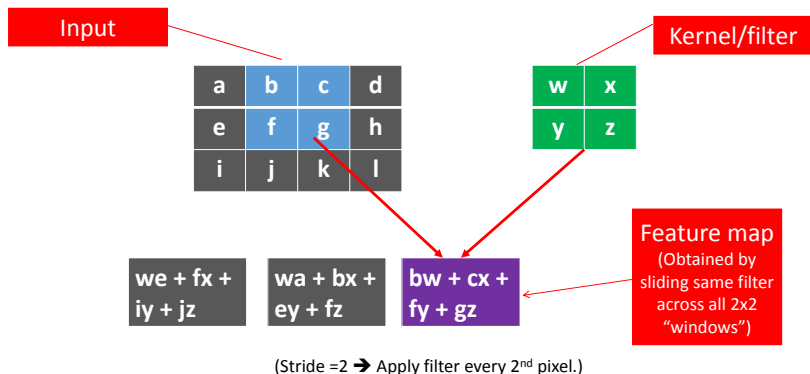 Input
Kernel/filter
a b c d
e f g h
i j k l
w x
y z
we + fx +
iy + jz
wa + bx +
ey + fz
bw + cx +
fy + gz
Feature map
(Obtained by
sliding same filter
across all 2x2
“windows”)
(Stride =2 ➔ Apply filter every 2nd pixel.)